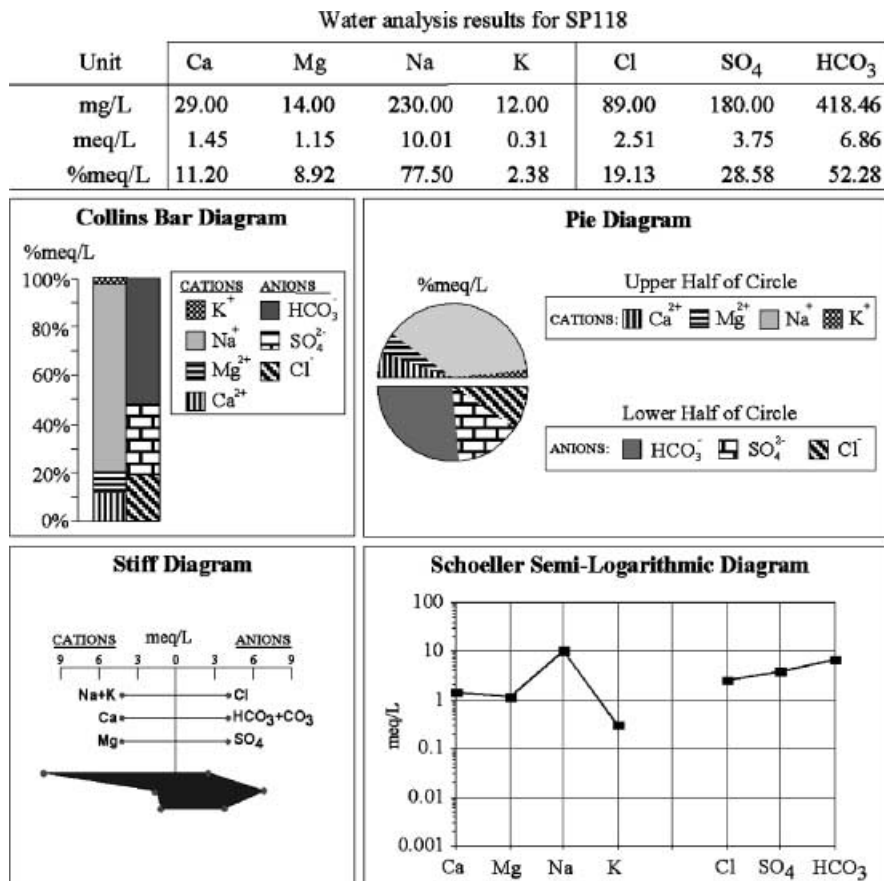 Water analysis results for SP118
Unit Ca Mg Na K Cl SO4 HCO3
mg/L 29.00 14.00 230.00 12.00 89.00 180.00 418.46
meq/L 1.45 1.15 10.01 0.31 2.51 3.75 6.86
%meq/L 11.20 8.92 77.50 2.38 19.13 28.58 52.28
Collins Bar Diagram
%meq/L
100%
80%
60%
40%
20%
0%
CATIONS ANIONS
K+ HCO3-
Na+ SO42-
Mg2+ Cl-
Ca2+
Pie Diagram
%meq/L
Upper Half of Circle
CATIONS: Ca2+ Mg2+ Na+ K+
Lower Half of Circle
ANIONS: HCO3- SO42- Cl-
Stiff Diagram
CATIONS meq/L ANIONS
9 6 3 0 3 6 9
Na+K Cl
Ca HCO3+CO3
Mg SO4
Schoeller Semi-Logarithmic Diagram
meq/L
100
10
1
0.1
0.01
0.001
Ca Mg Na K Cl SO4 HCO3